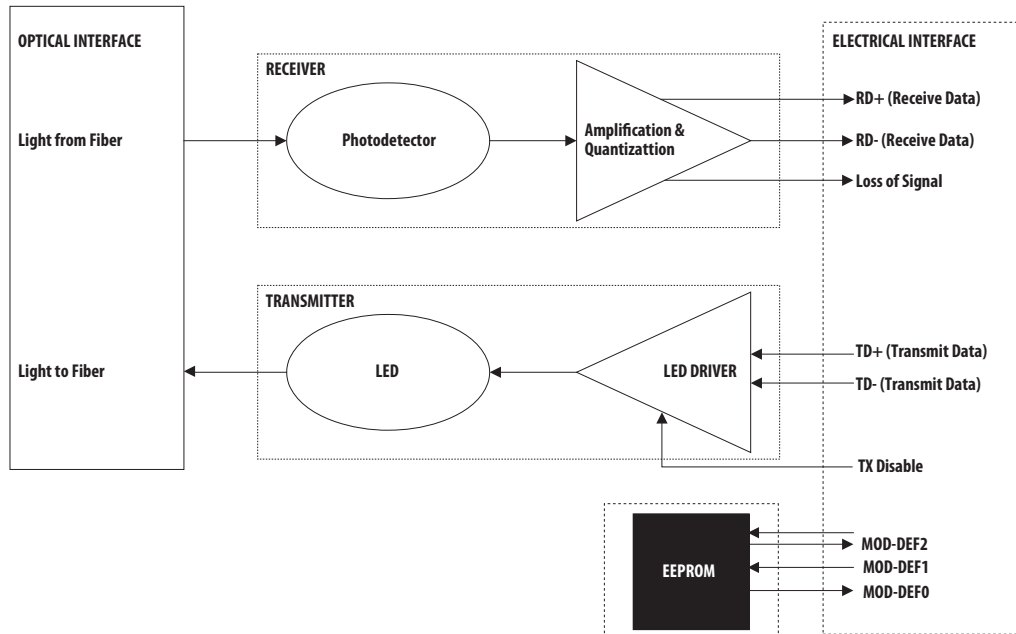 OPTICAL INTERFACE
ELECTRICAL INTERFACE
RECEIVER
Light from Fiber
Photodetector
Amplification &
Quantizattion
RD+ (Receive Data)
RD- (Receive Data)
Loss of Signal
TRANSMITTER
Light to Fiber
LED
LED DRIVER
TD+ (Transmit Data)
TD- (Transmit Data)
TX Disable
EEPROM
MOD-DEF2
MOD-DEF1
MOD-DEF0